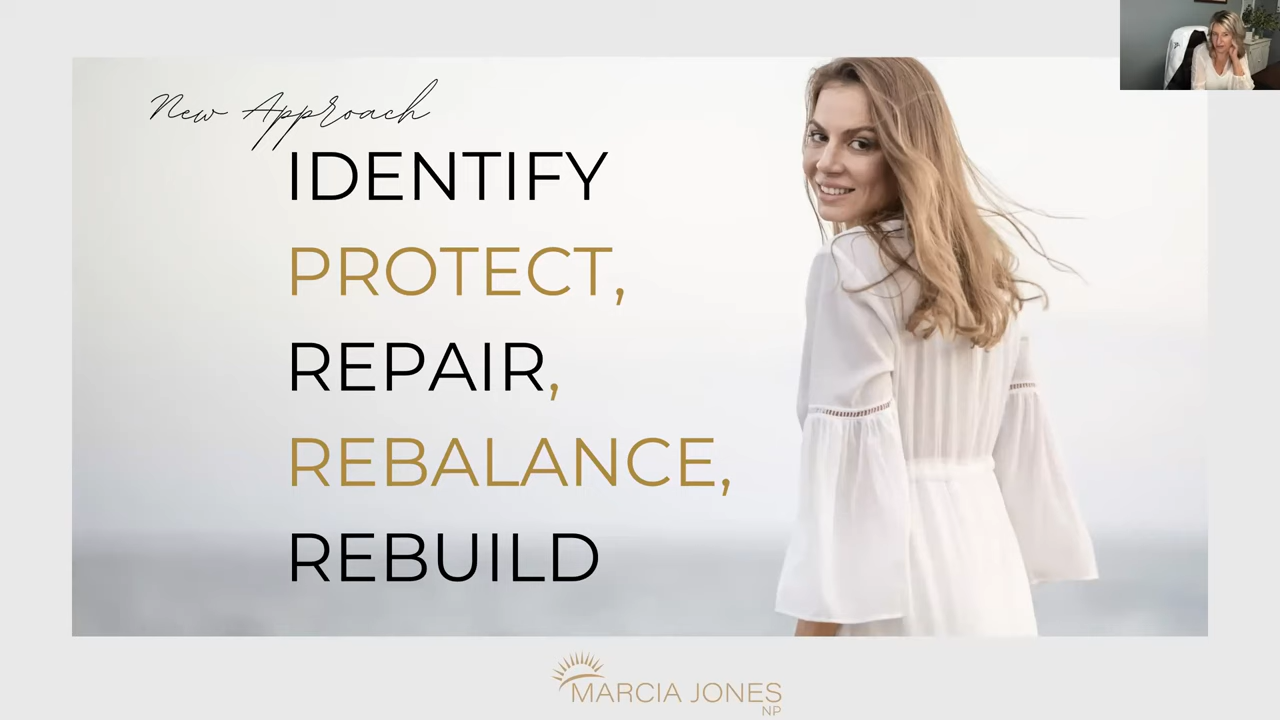 New Approach
IDENTIFY
PROTECT,
REPAIR,
REBALANCE,
REBUILD
MARCIA JONES
NP